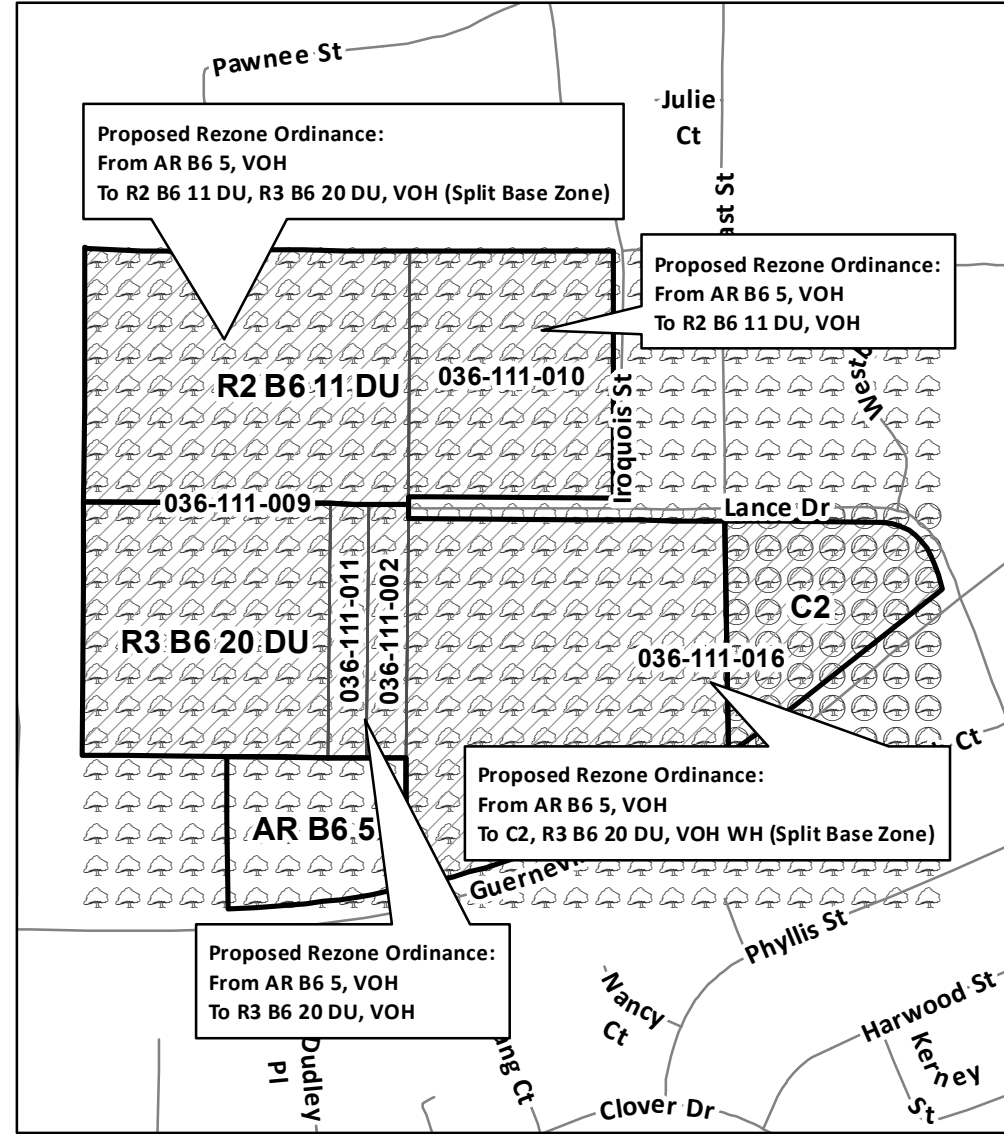 Pawnee St
Julie
Ct
Proposed Rezone Ordinance:
From AR B6 5, VOH
To R2 B6 11 DU, R3 B6 20 DU, VOH (Split Base Zone)
Proposed Rezone Ordinance:
From AR B6 5, VOH
To R2 B6 11 DU, VOH
R2 B6 11 DU
036-111-010
Iroquois St
036-111-009
Lance Dr
R3 B6 20 DU
036-111-011
036-111-002
C2
036-111-016
Ct
Proposed Rezone Ordinance:
From AR B6 5, VOH
To C2, R3 B6 20 DU, VOH WH (Split Base Zone)
AR B6 5
Phyllis St
Proposed Rezone Ordinance:
From AR B6 5, VOH
To R3 B6 20 DU, VOH
Nancy
Ct
Harwood St
Kerney
St
Dudley
Pl
Ct
Clover Dr